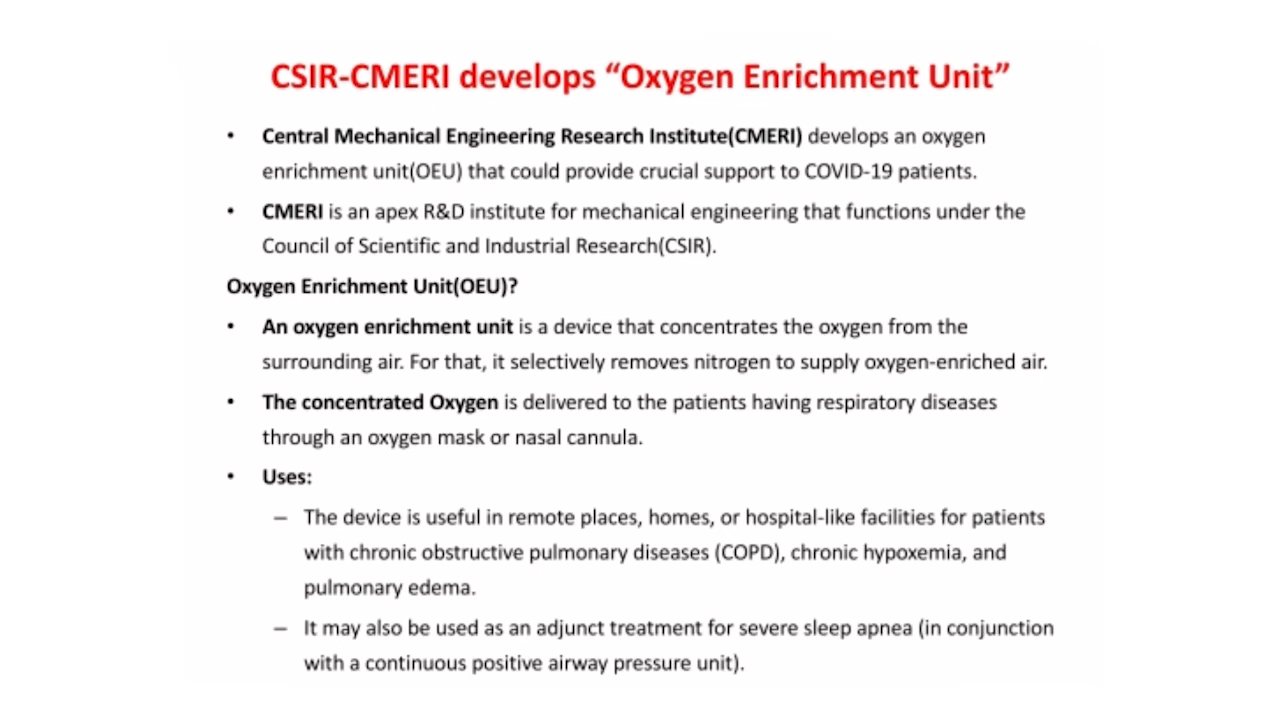 CSIR-CMERI develops “Oxygen Enrichment Unit”
• Central Mechanical Engineering Research Institute(CMERI) develops an oxygen
enrichment unit(OEU) that could provide crucial support to COVID-19 patients.
• CMERI is an apex R&D institute for mechanical engineering that functions under the
Council of Scientific and Industrial Research(CSIR).
Oxygen Enrichment Unit(OEU)?
• An oxygen enrichment unit is a device that concentrates the oxygen from the
surrounding air. For that, it selectively removes nitrogen to supply oxygen-enriched air.
• The concentrated Oxygen is delivered to the patients having respiratory diseases
through an oxygen mask or nasal cannula.
• Uses:
– The device is useful in remote places, homes, or hospital-like facilities for patients
with chronic obstructive pulmonary diseases (COPD), chronic hypoxemia, and
pulmonary edema.
– It may also be used as an adjunct treatment for severe sleep apnea (in conjunction
with a continuous positive airway pressure unit).